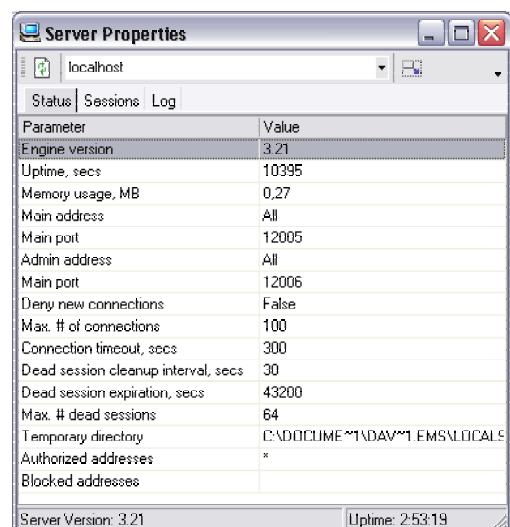 Server Properties
localhost
Status Sessions Log
Parameter Value
Engine version 3.21
Uptime, secs 10395
Memory usage, MB 0,27
Main address All
Main port 12005
Admin address All
Main port 12006
Deny new connections False
Max. # of connections 100
Connection timeout, secs 300
Dead session cleanup interval, secs 30
Dead session expiration, secs 43200
Max. # dead sessions 64
Temporary directory C:\DOCUME~1\DAV~1.EMS\LOCALS
Authorized addresses *
Blocked addresses
Server Version: 3.21 Uptime: 2:53:19